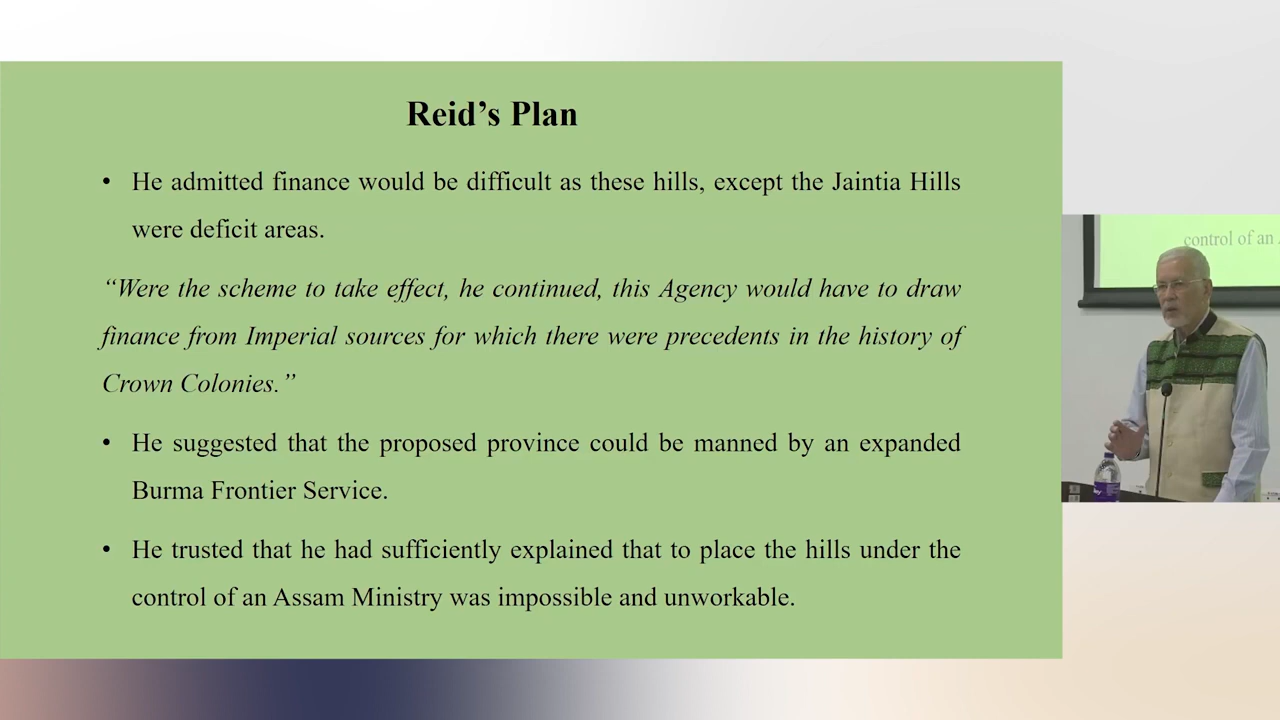 Reid’s Plan
• He admitted finance would be difficult as these hills, except the Jaintia Hills
were deficit areas.
“Were the scheme to take effect, he continued, this Agency would have to draw
finance from Imperial sources for which there were precedents in the history of
Crown Colonies.”
• He suggested that the proposed province could be manned by an expanded
Burma Frontier Service.
• He trusted that he had sufficiently explained that to place the hills under the
control of an Assam Ministry was impossible and unworkable.
control of an